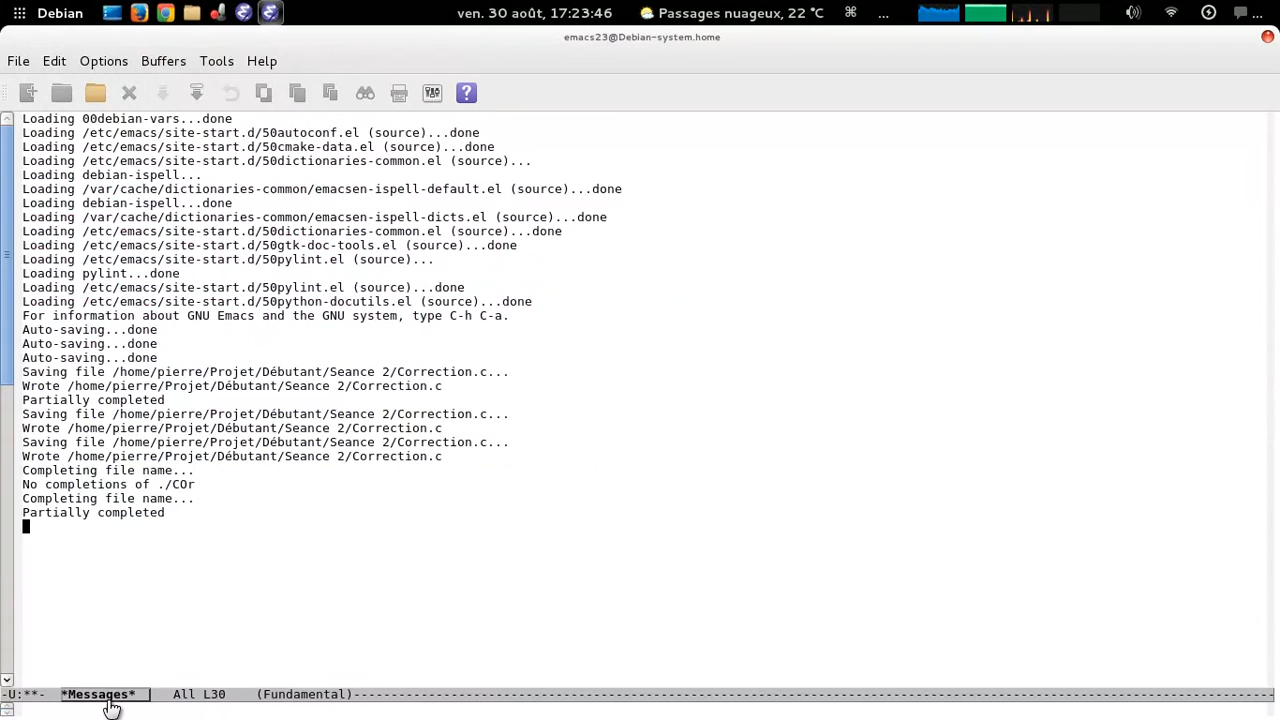 Debian ven. 30 août, 17:23:46 Passages nuageux, 22 °C ⌘ ... ...
emacs23@Debian-system.home
File Edit Options Buffers Tools Help
Loading 00debian-vars...done
Loading /etc/emacs/site-start.d/50autoconf.el (source)...done
Loading /etc/emacs/site-start.d/50cmake-data.el (source)...done
Loading /etc/emacs/site-start.d/50dictionaries-common.el (source)...
Loading debian-ispell...
Loading /var/cache/dictionaries-common/emacsen-ispell-default.el (source)...done
Loading debian-ispell...done
Loading /var/cache/dictionaries-common/emacsen-ispell-dicts.el (source)...done
Loading /etc/emacs/site-start.d/50dictionaries-common.el (source)...done
Loading /etc/emacs/site-start.d/50gtk-doc-tools.el (source)...done
Loading /etc/emacs/site-start.d/50pylint.el (source)...
Loading pylint...done
Loading /etc/emacs/site-start.d/50pylint.el (source)...done
Loading /etc/emacs/site-start.d/50python-docutils.el (source)...done
For information about GNU Emacs and the GNU system, type C-h C-a.
Auto-saving...done
Auto-saving...done
Auto-saving...done
Saving file /home/pierre/Projet/Débutant/Seance 2/Correction.c...
Wrote /home/pierre/Projet/Débutant/Seance 2/Correction.c
Partially completed
Saving file /home/pierre/Projet/Débutant/Seance 2/Correction.c...
Wrote /home/pierre/Projet/Débutant/Seance 2/Correction.c
Saving file /home/pierre/Projet/Débutant/Seance 2/Correction.c...
Wrote /home/pierre/Projet/Débutant/Seance 2/Correction.c
Completing file name...
No completions of ./COr
Completing file name...
Partially completed
-U:**- *Messages* All L30 (Fundamental)----------